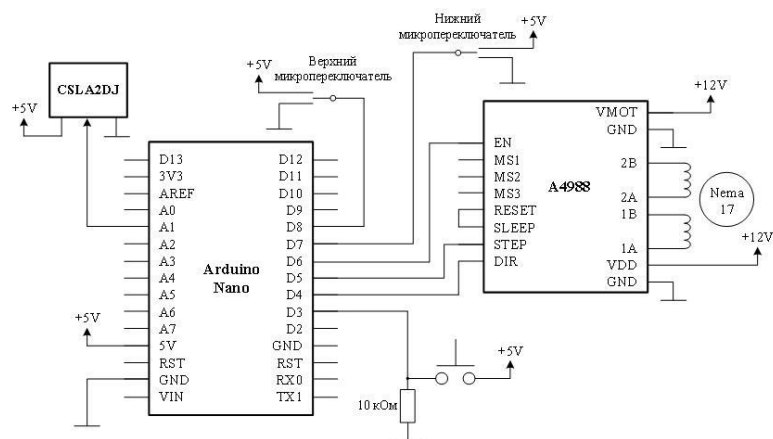 Нижний
микропереключатель
+5V
Верхний
микропереключатель
+5V
CSLA2DJ
+5V
Arduino
Nano
D13
3V3
AREF
A0
A1
A2
A3
A4
A5
A6
A7
5V
RST
GND
VIN
D12
D11
D10
D9
D8
D7
D6
D5
D4
D3
D2
GND
RST
RX0
TX1
+5V
A4988
EN
MS1
MS2
MS3
RESET
SLEEP
STEP
DIR
VMOT
GND
2B
2A
1B
1A
VDD
GND
+12V
Nema
17
+12V
+5V
10 кОм